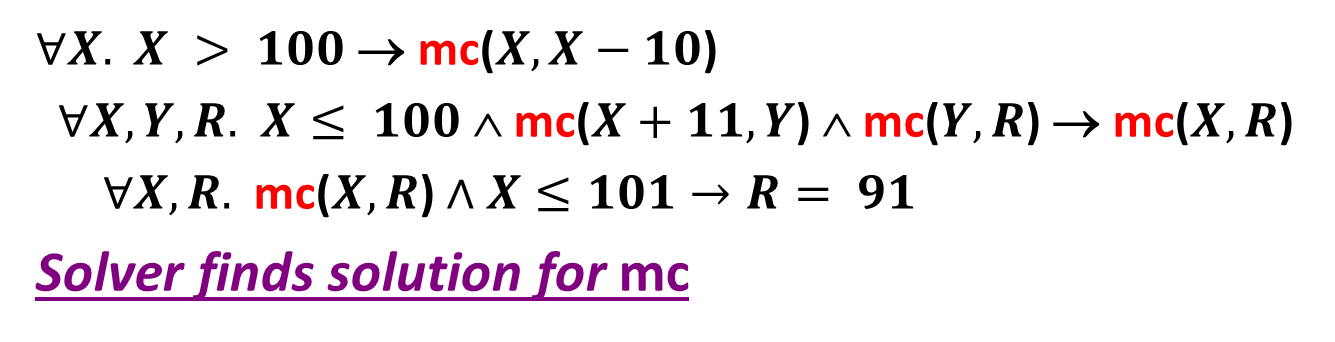 ∀X. X > 100 → mc(X, X − 10)
∀X, Y, R. X ≤ 100 ∧ mc(X + 11, Y) ∧ mc(Y, R) → mc(X, R)
∀X, R. mc(X, R) ∧ X ≤ 101 → R = 91
Solver finds solution for mc